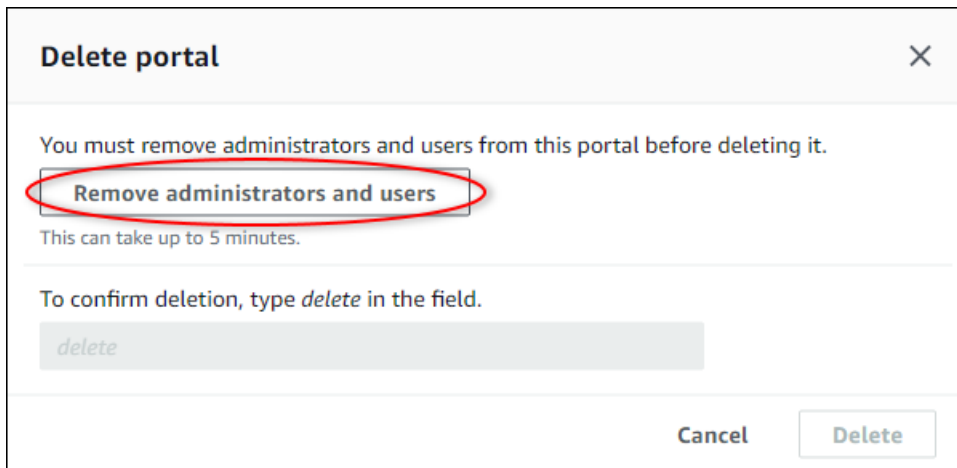 Delete portal
You must remove administrators and users from this portal before deleting it.
Remove administrators and users
This can take up to 5 minutes.
To confirm deletion, type delete in the field.
delete
Cancel Delete